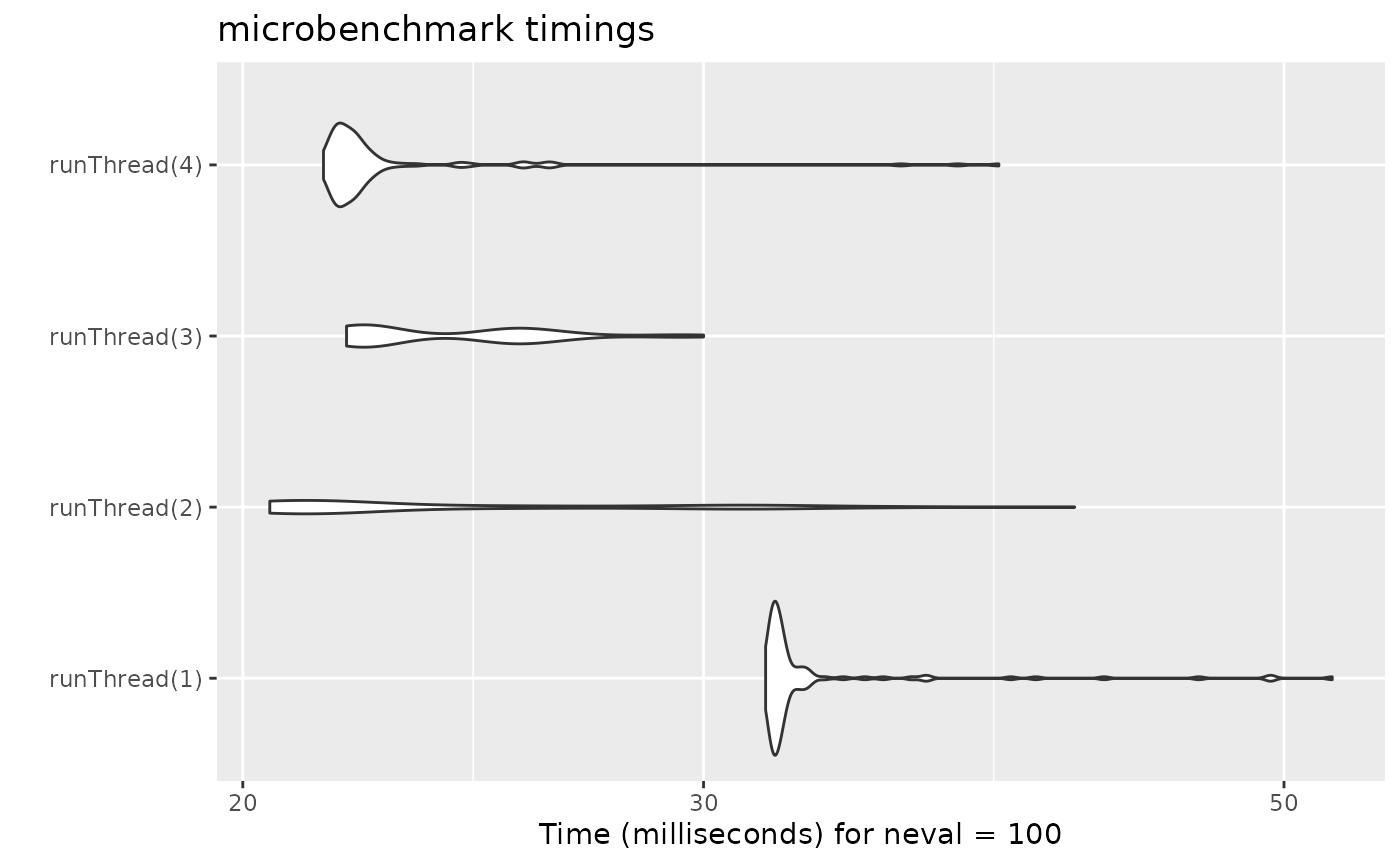 microbenchmark timings
runThread(4)
runThread(3)
runThread(2)
runThread(1)
20 30 50
Time (milliseconds) for neval = 100